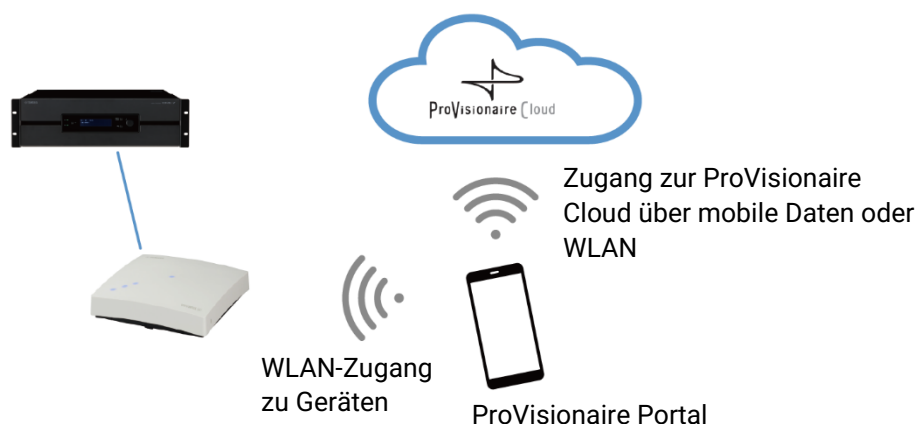 ProVisionaire Cloud
Zugang zur ProVisionaire
Cloud über mobile Daten oder
WLAN
WLAN-Zugang
zu Geräten
ProVisionaire Portal